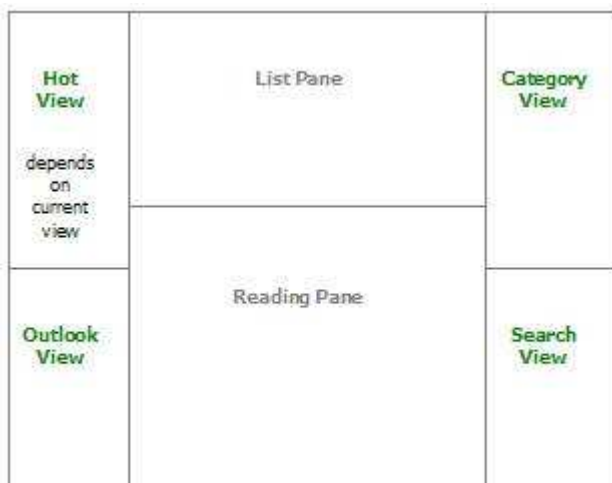 Hot
View
depends
on
current
view
List Pane
Category
View
Reading Pane
Outlook
View
Search
View